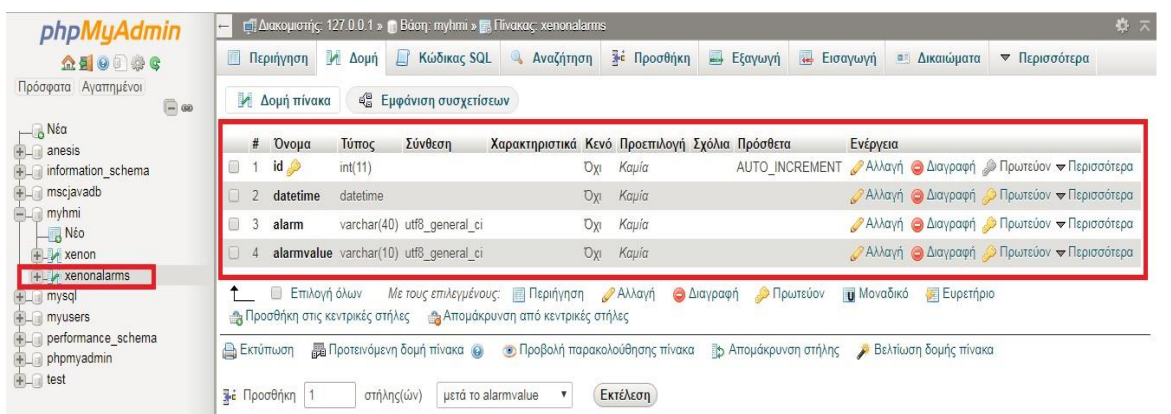 phpMyAdmin
Πρόσφατα Αγαπημένοι
Νέα
anesis
information_schema
mscjavadb
myhmi
Νέο
xenon
xenonalarms
mysql
myusers
performance_schema
phpmyadmin
test
Διακομιστής: 127.0.0.1 » Βάση: myhmi » Πίνακας: xenonalarms
Περιήγηση Δομή Κώδικας SQL Αναζήτηση Προσθήκη Εξαγωγή Εισαγωγή Δικαιώματα Περισσότερα
Δομή πίνακα Εμφάνιση συσχετίσεων
# Όνομα Τύπος Σύνθεση Χαρακτηριστικά Κενό Προεπιλογή Σχόλια Πρόσθετα Ενέργεια
1 id int(11) Όχι Καμία AUTO_INCREMENT Αλλαγή Διαγραφή Πρωτεύον Περισσότερα
2 datetime datetime Όχι Καμία Αλλαγή Διαγραφή Πρωτεύον Περισσότερα
3 alarm varchar(40) utf8_general_ci Όχι Καμία Αλλαγή Διαγραφή Πρωτεύον Περισσότερα
4 alarmvalue varchar(10) utf8_general_ci Όχι Καμία Αλλαγή Διαγραφή Πρωτεύον Περισσότερα
Επιλογή όλων Με τους επιλεγμένους: Περιήγηση Αλλαγή Διαγραφή Πρωτεύον Μοναδικό Ευρετήριο
Προσθήκη στις κεντρικές στήλες Απομάκρυνση από κεντρικές στήλες
Εκτύπωση Προτεινόμενη δομή πίνακα Προβολή παρακολούθησης πίνακα Απομάκρυνση στήλης Βελτίωση δομής πίνακα
Προσθήκη 1 στήλης(ών) μετά το alarmvalue Εκτέλεση